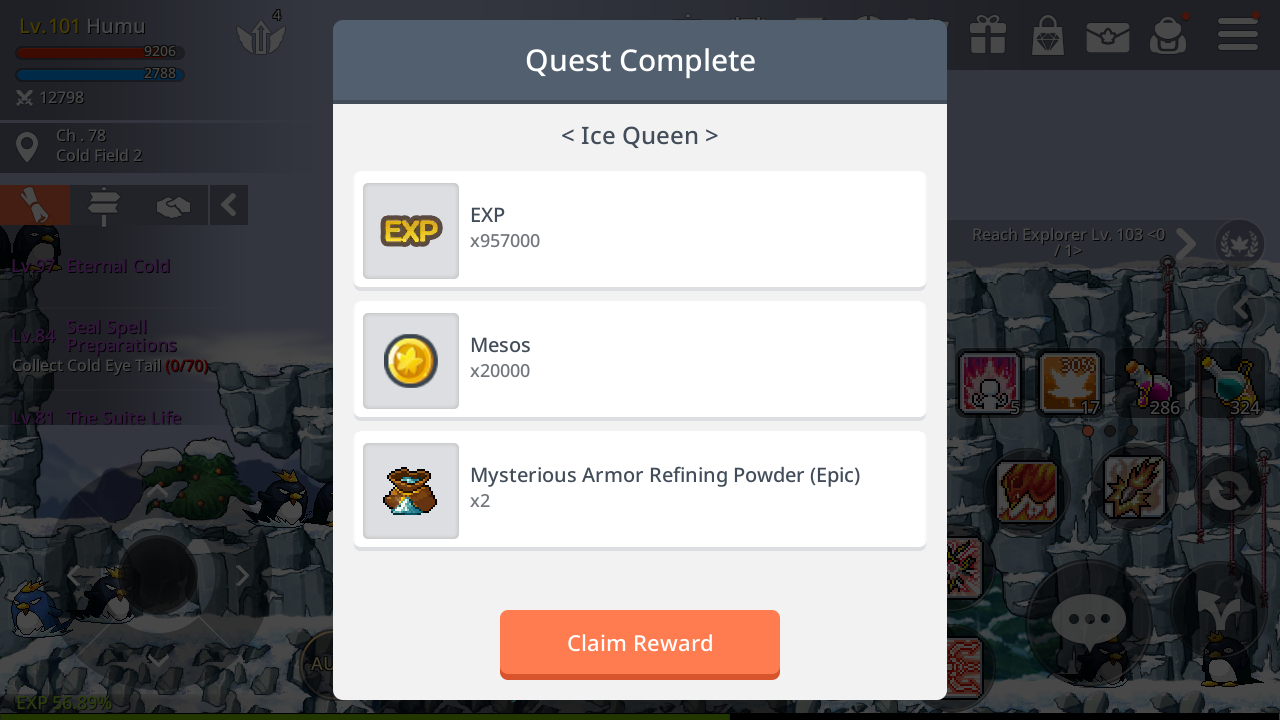 Lv.101 Humu
4
9206
2788
12798
Ch . 78
Cold Field 2
Lv.97 Eternal Cold
Lv.84 Seal Spell
Preparations
Collect Cold Eye Tail (0/70)
Lv.81 The Suite Life
EXP 56.89%
Quest Complete
< Ice Queen >
EXP
EXP
x957000
Mesos
x20000
Mysterious Armor Refining Powder (Epic)
x2
Claim Reward
Reach Explorer Lv. 103 <0
/ 1>
30%
5
17
286
324